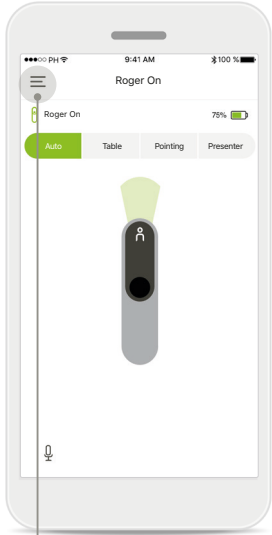 PH 9:41 AM 100 %
Roger On
Roger On 75%
Auto Table Pointing Presenter